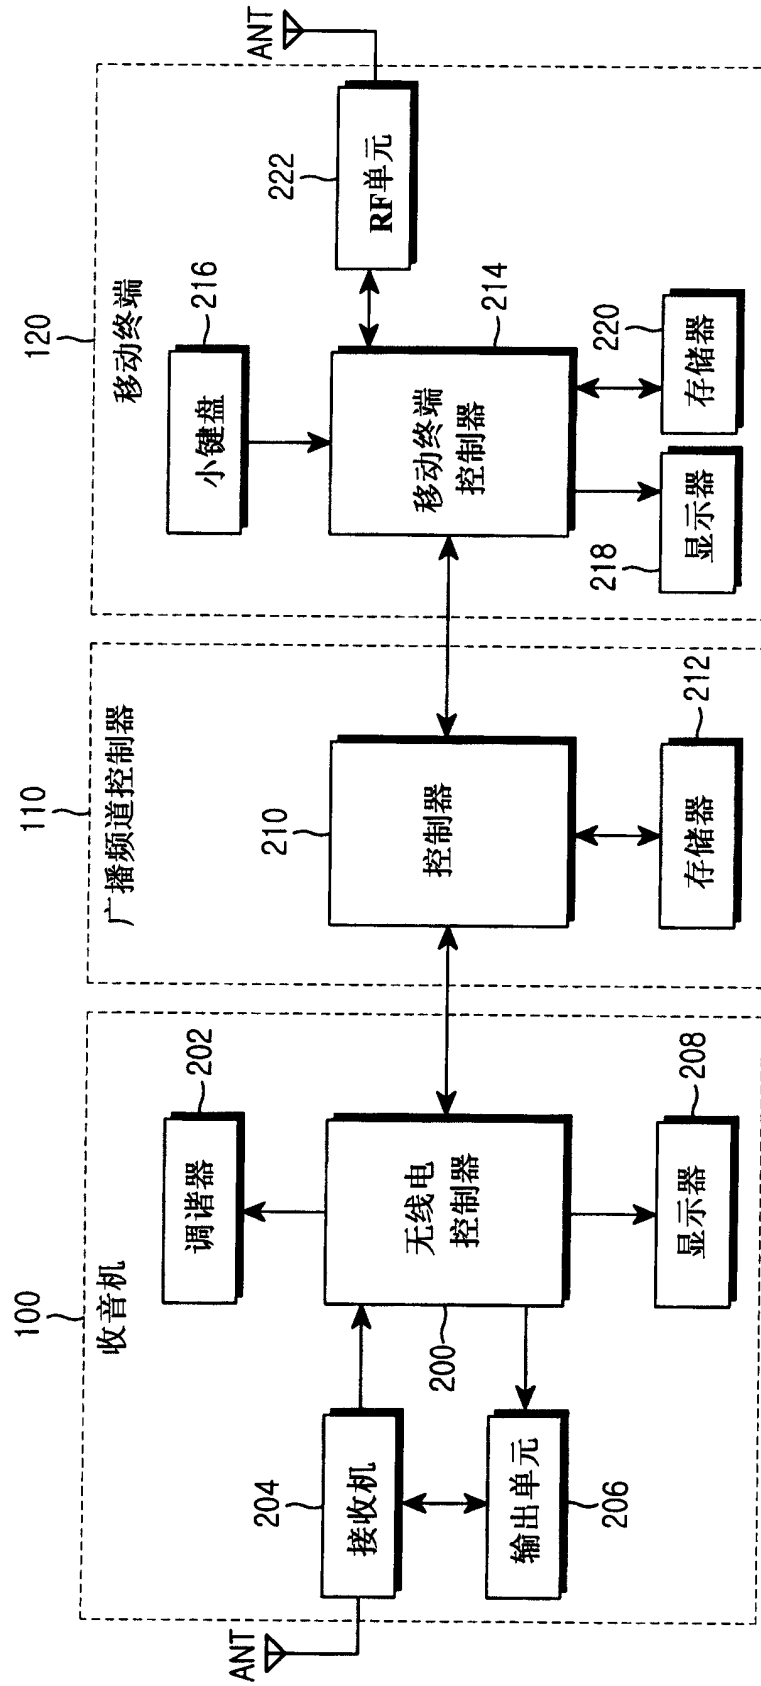 100
收音机
ANT
204
接收机
202
调谐器
无线电
控制器
200
206
输出单元
208
显示器
110
广播频道控制器
210
控制器
212
存储器
120
移动终端
216
小键盘
ANT
222
RF单元
214
移动终端
控制器
218
显示器
220
存储器